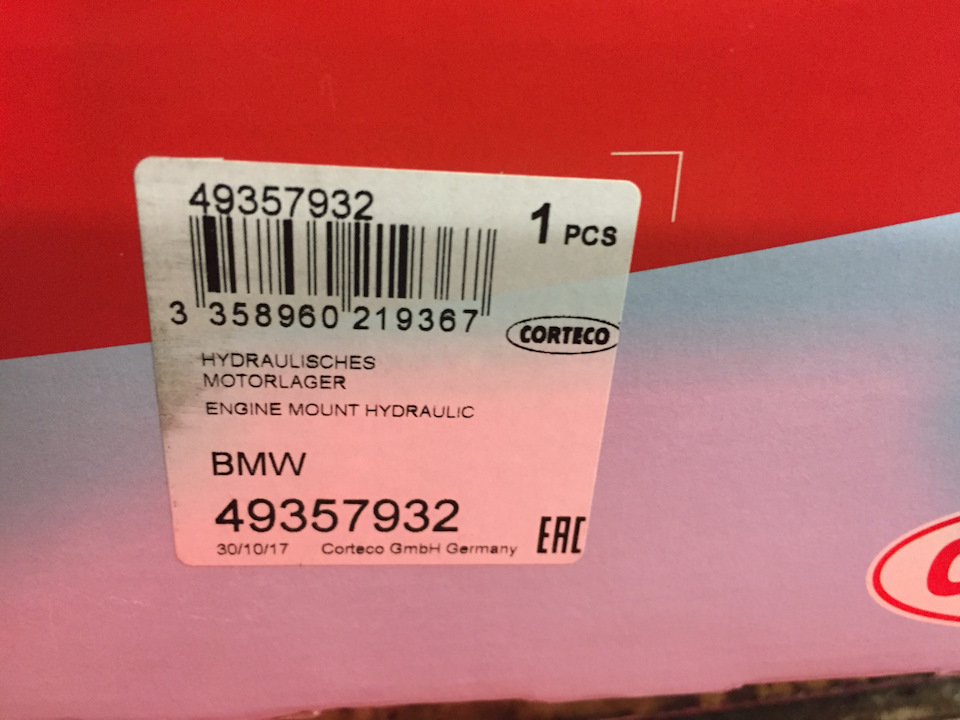 49357932
1 PCS
3 358960 219367
CORTECO
HYDRAULISCHES
MOTORLAGER
ENGINE MOUNT HYDRAULIC
BMW
49357932
30/10/17 Corteco GmbH Germany EAC